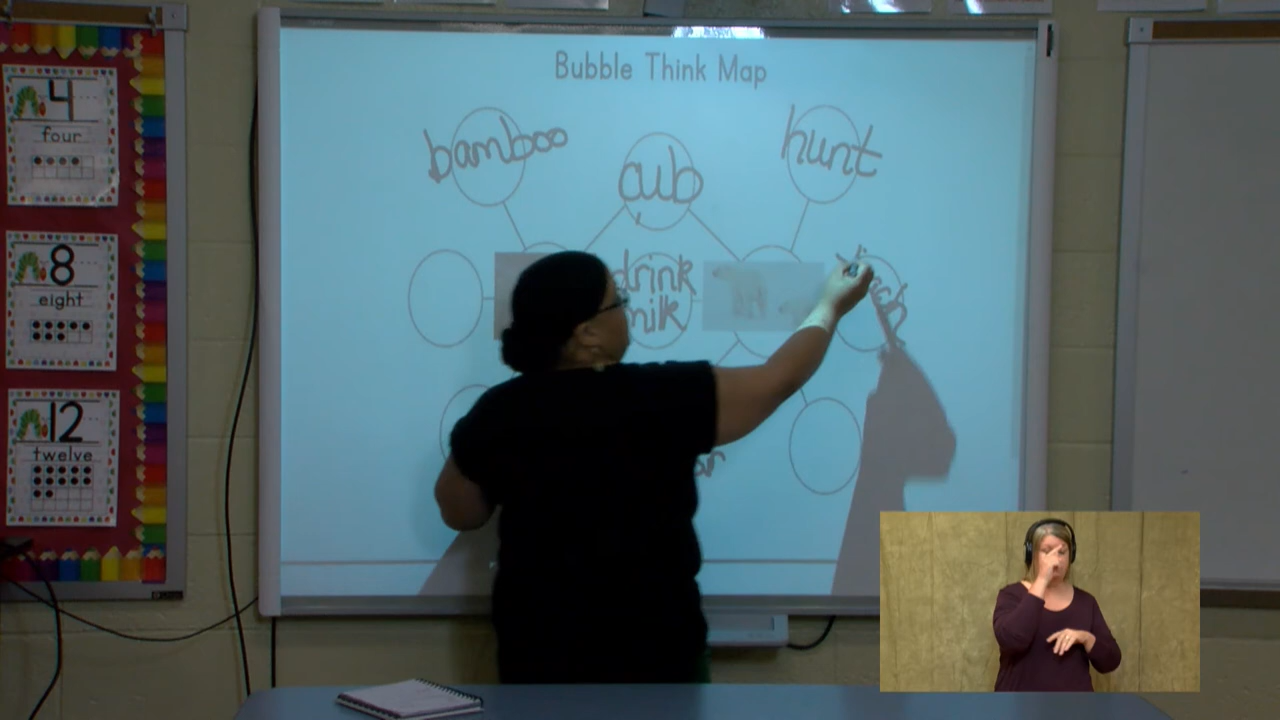 4
four
8
eight
12
twelve
Bubble Think Map
bamboo
cub
hunt
drink
milk